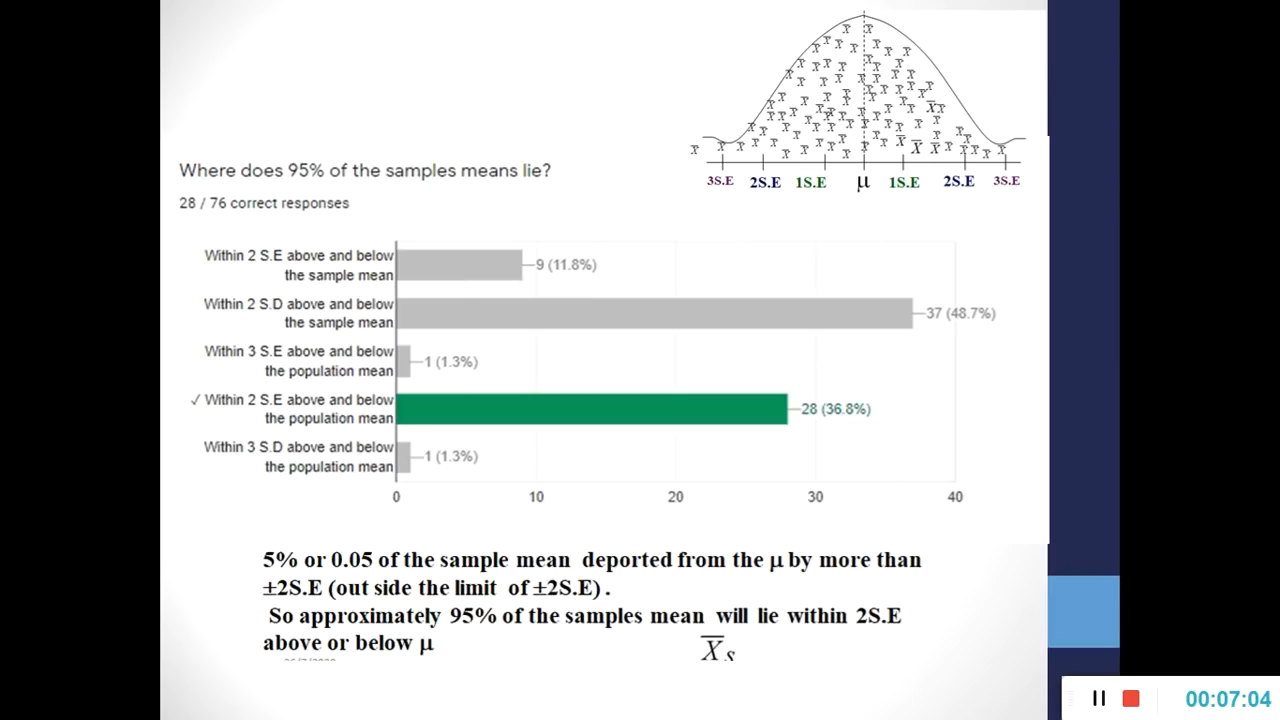 Where does 95% of the samples means lie?
28 / 76 correct responses
3S.E 2S.E 1S.E µ 1S.E 2S.E 3S.E
Within 2 S.E above and below
the sample mean
9 (11.8%)
Within 2 S.D above and below
the sample mean
37 (48.7%)
Within 3 S.E above and below
the population mean
1 (1.3%)
✓ Within 2 S.E above and below
the population mean
28 (36.8%)
Within 3 S.D above and below
the population mean
1 (1.3%)
0 10 20 30 40
5% or 0.05 of the sample mean deported from the µ by more than
±2S.E (out side the limit of ±2S.E) .
So approximately 95% of the samples mean will lie within 2S.E
above or below µ
X̅s
00:07:04